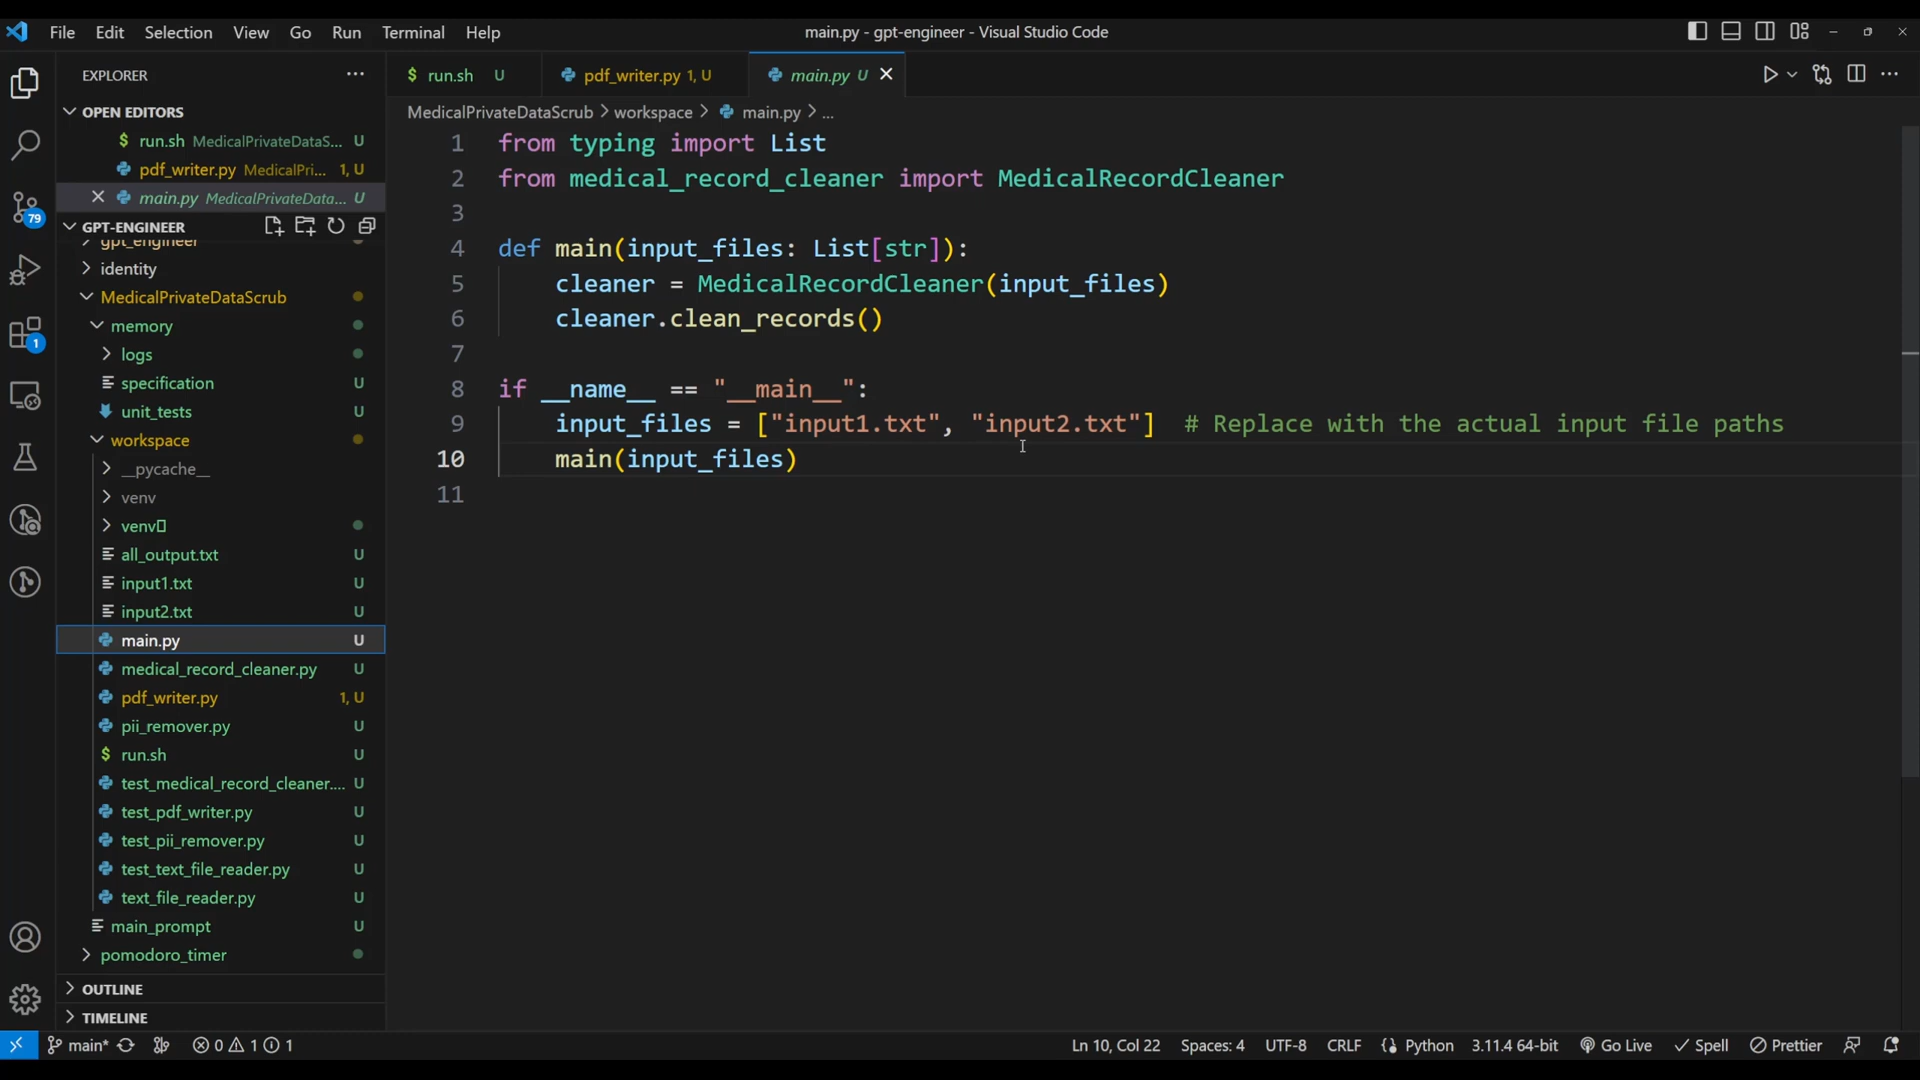 File Edit Selection View Go Run Terminal Help
main.py - gpt-engineer - Visual Studio Code
EXPLORER
OPEN EDITORS
run.sh MedicalPrivateDataS... U
pdf_writer.py MedicalPri... 1, U
main.py MedicalPrivateData... U
GPT-ENGINEER
gpt_engineer
identity
MedicalPrivateDataScrub
memory
logs
specification U
unit_tests U
workspace
__pycache__
venv
venv
all_output.txt U
input1.txt U
input2.txt U
main.py U
medical_record_cleaner.py U
pdf_writer.py 1, U
pii_remover.py U
run.sh U
test_medical_record_cleaner.... U
test_pdf_writer.py U
test_pii_remover.py U
test_text_file_reader.py U
text_file_reader.py U
main_prompt U
pomodoro_timer
OUTLINE
TIMELINE
79
1
run.sh U
pdf_writer.py 1, U
main.py U
MedicalPrivateDataScrub > workspace > main.py > ...
1 from typing import List
2 from medical_record_cleaner import MedicalRecordCleaner
3
4 def main(input_files: List[str]):
5 cleaner = MedicalRecordCleaner(input_files)
6 cleaner.clean_records()
7
8 if __name__ == "__main__":
9 input_files = ["input1.txt", "input2.txt"] # Replace with the actual input file paths
10 main(input_files)
11
main* 0 1 1
Ln 10, Col 22 Spaces: 4 UTF-8 CRLF Python 3.11.4 64-bit Go Live Spell Prettier